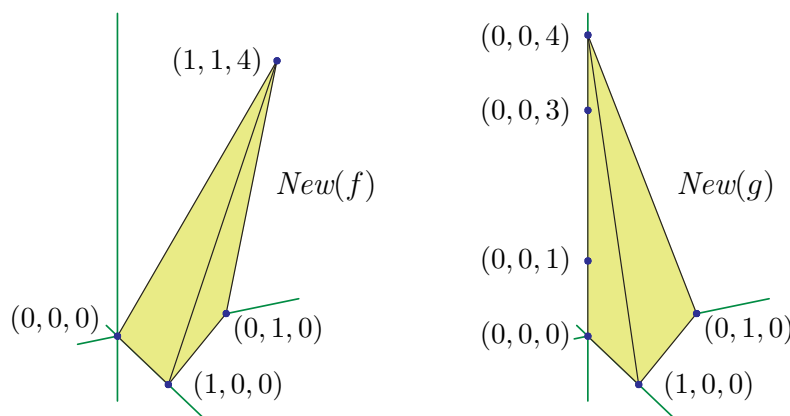 (1, 1, 4)
New(f)
(0, 0, 0)
(0, 1, 0)
(1, 0, 0)
(0, 0, 4)
(0, 0, 3)
New(g)
(0, 0, 1)
(0, 0, 0)
(0, 1, 0)
(1, 0, 0)